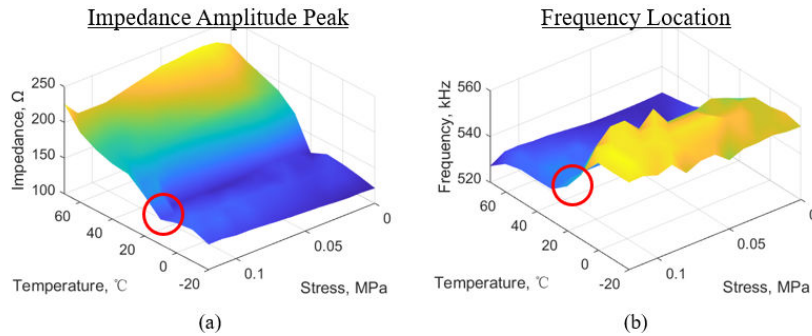 Impedance Amplitude Peak
Frequency Location
250
200
150
100
Impedance, Ω
60
40
20
0
-20
Temperature, ℃
0.1
0.05
0
Stress, MPa
(a)
560
540
520
Frequency, kHz
60
40
20
0
-20
Temperature, ℃
0.1
0.05
0
Stress, MPa
(b)